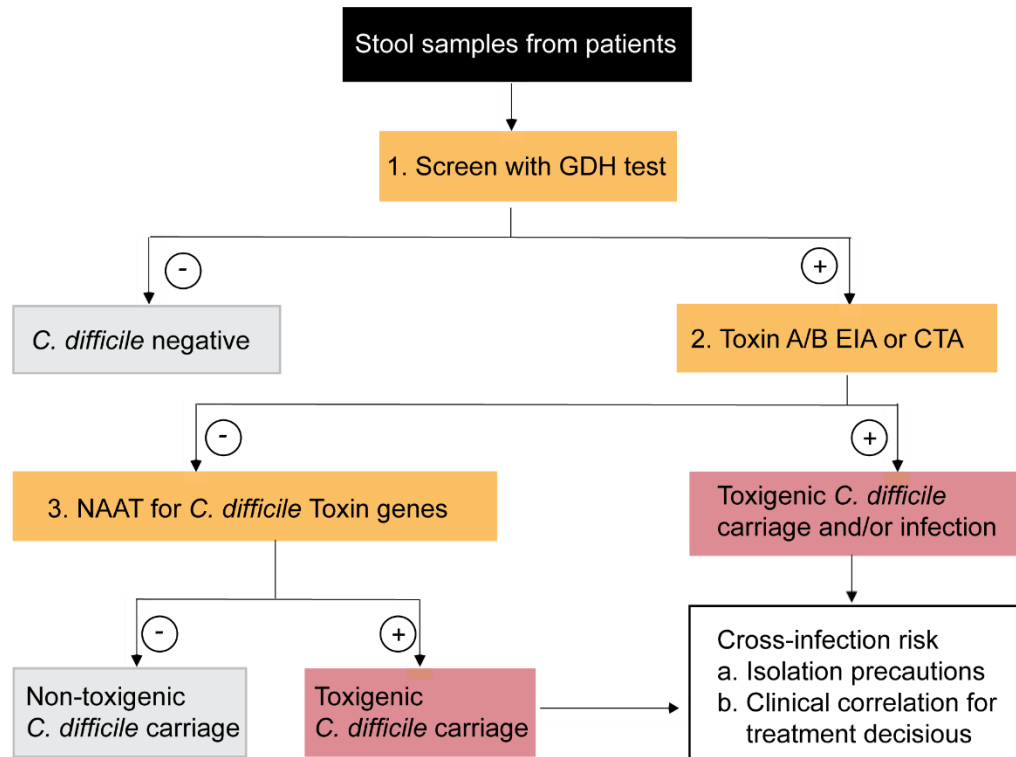 Stool samples from patients
1. Screen with GDH test
-
+
C. difficile negative
2. Toxin A/B EIA or CTA
-
+
3. NAAT for C. difficile Toxin genes
Toxigenic C. difficile
carriage and/or infection
-
+
Non-toxigenic
C. difficile carriage
Toxigenic
C. difficile carriage
Cross-infection risk
a. Isolation precautions
b. Clinical correlation for
treatment decisious